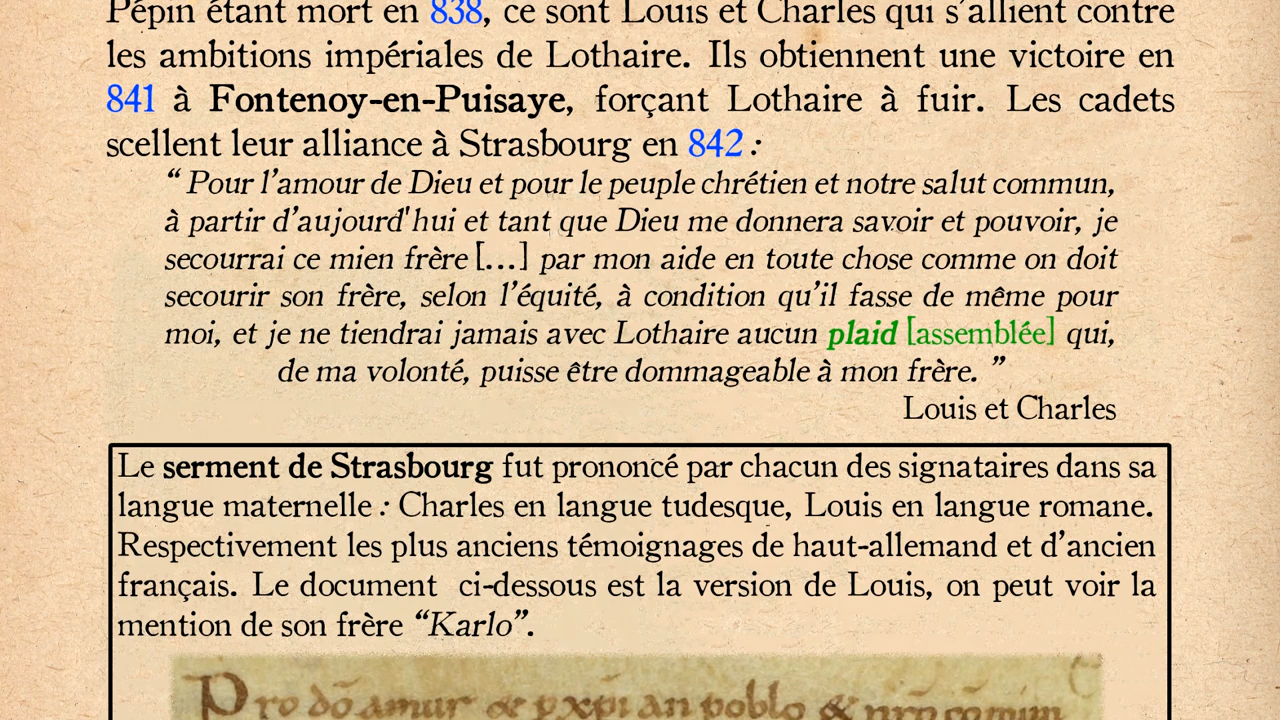 Pépin étant mort en 838, ce sont Louis et Charles qui s'allient contre
les ambitions impériales de Lothaire. Ils obtiennent une victoire en
841 à Fontenoy-en-Puisaye, forçant Lothaire à fuir. Les cadets
scellent leur alliance à Strasbourg en 842 :
“ Pour l'amour de Dieu et pour le peuple chrétien et notre salut commun,
à partir d'aujourd'hui et tant que Dieu me donnera savoir et pouvoir, je
secourrai ce mien frère [...] par mon aide en toute chose comme on doit
secourir son frère, selon l'équité, à condition qu'il fasse de même pour
moi, et je ne tiendrai jamais avec Lothaire aucun plaid [assemblée] qui,
de ma volonté, puisse être dommageable à mon frère. ”
Louis et Charles
Le serment de Strasbourg fut prononcé par chacun des signataires dans sa
langue maternelle : Charles en langue tudesque, Louis en langue romane.
Respectivement les plus anciens témoignages de haut-allemand et d'ancien
français. Le document ci-dessous est la version de Louis, on peut voir la
mention de son frère “Karlo”.
Pro dō amur & p xp̄i an poblo & nr̄o cōmun